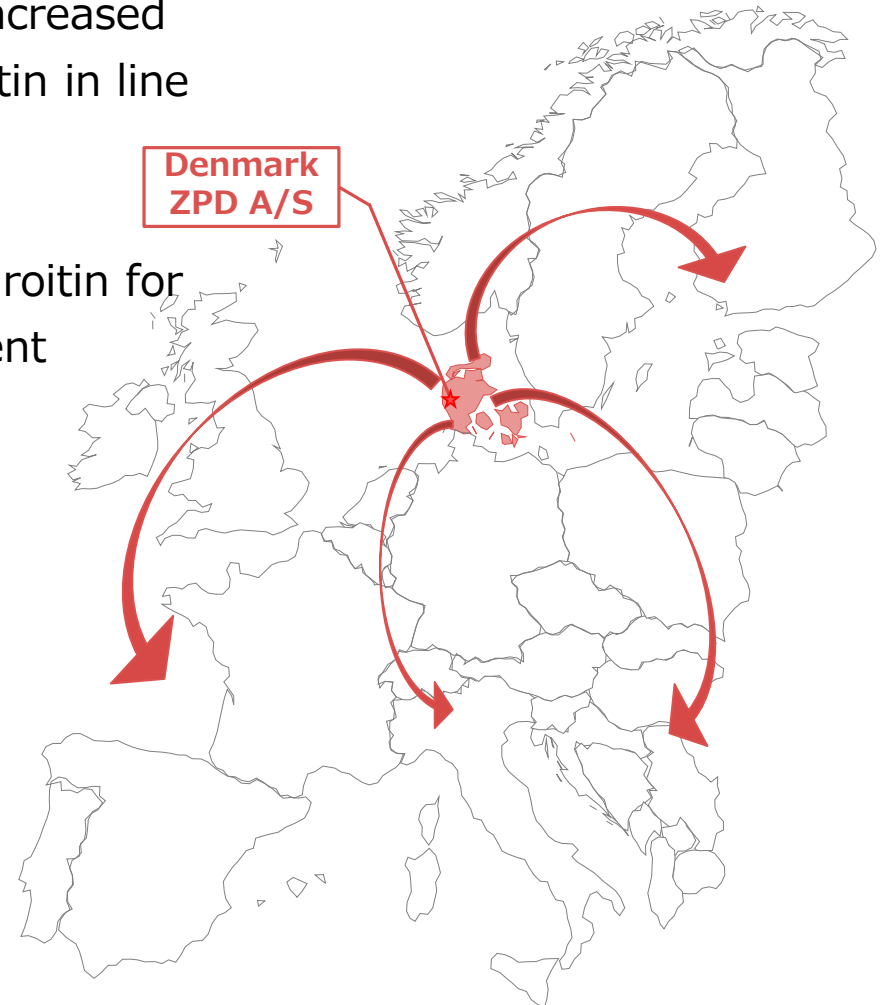 ncreased
tin in line
Denmark
ZPD A/S
roitin for
ent